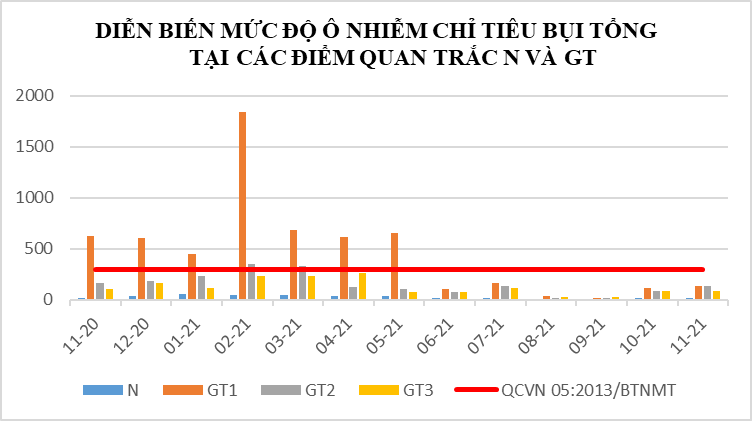 DIỄN BIẾN MỨC ĐỘ Ô NHIỄM CHỈ TIÊU BỤI TỔNG
TẠI CÁC ĐIỂM QUAN TRẮC N VÀ GT
2000
1500
1000
500
0
11-20 12-20 01-21 02-21 03-21 04-21 05-21 06-21 07-21 08-21 09-21 10-21 11-21
N GT1 GT2 GT3 QCVN 05:2013/BTNMT